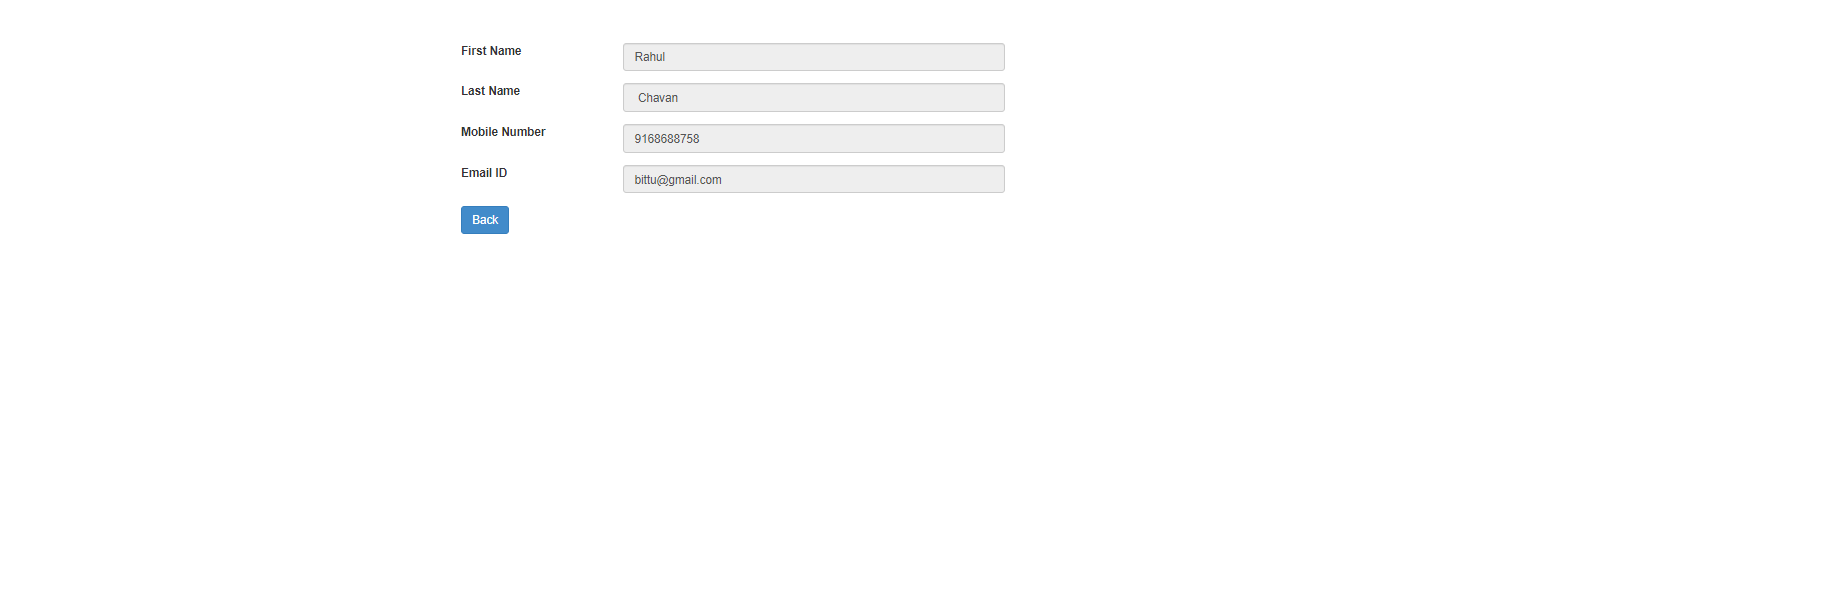 First Name Rahul
Last Name Chavan
Mobile Number 9168688758
Email ID bittu@gmail.com
Back